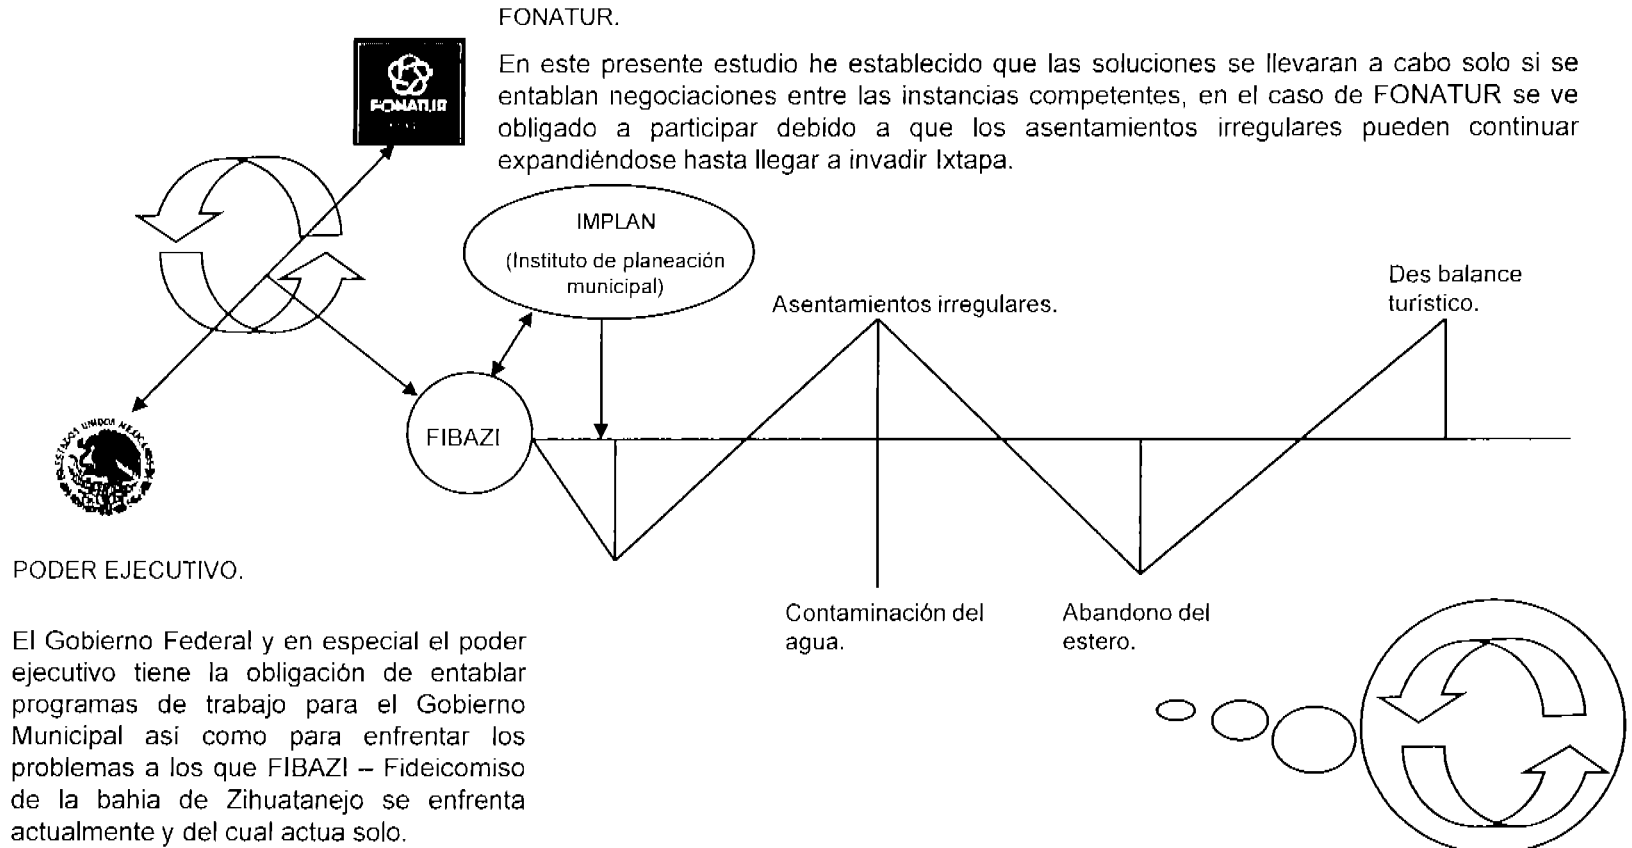 FONATUR.
FONATUR
En este presente estudio he establecido que las soluciones se llevaran a cabo solo si se
entablan negociaciones entre las instancias competentes, en el caso de FONATUR se ve
obligado a participar debido a que los asentamientos irregulares pueden continuar
expandiéndose hasta llegar a invadir Ixtapa.
IMPLAN
(Instituto de planeación
municipal)
Asentamientos irregulares.
Des balance
turístico.
FIBAZI
ESTADOS UNIDOS MEXICANOS
PODER EJECUTIVO.
Contaminación del
agua.
Abandono del
estero.
El Gobierno Federal y en especial el poder
ejecutivo tiene la obligación de entablar
programas de trabajo para el Gobierno
Municipal así como para enfrentar los
problemas a los que FIBAZI – Fideicomiso
de la bahia de Zihuatanejo se enfrenta
actualmente y del cual actua solo.